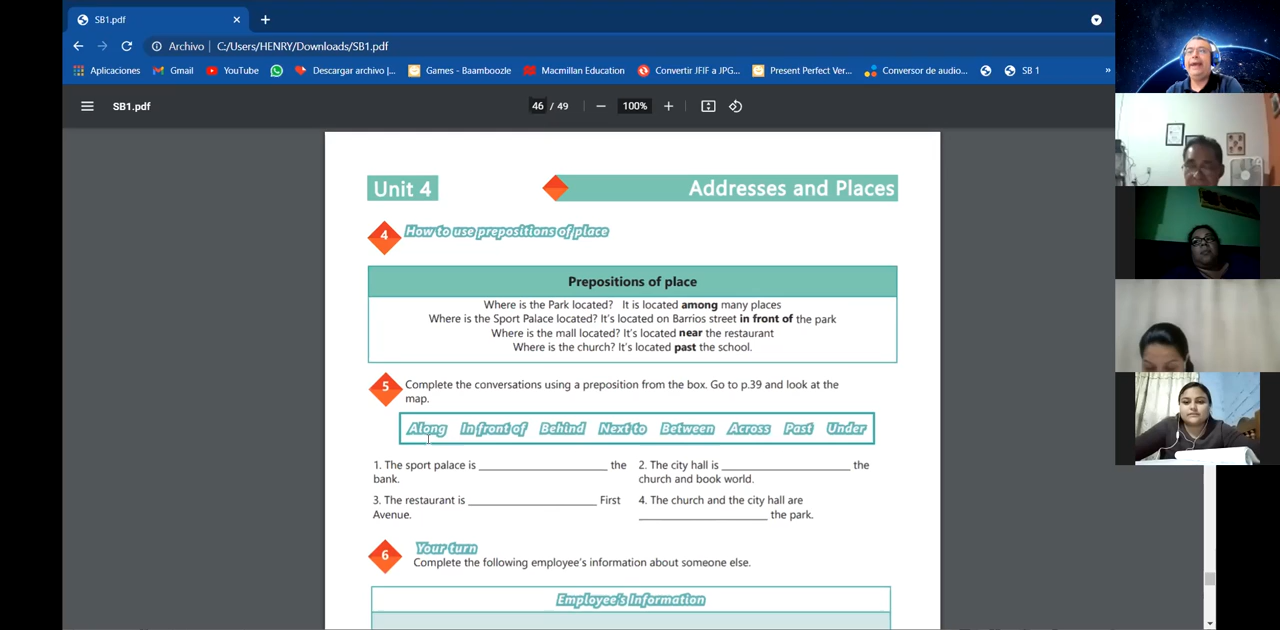 SB1.pdf
Archivo C:/Users/HENRY/Downloads/SB1.pdf
Aplicaciones Gmail YouTube Descargar archivo |... Games - Baamboozle Macmillan Education Convertir JFIF a JPG... Present Perfect Ver... Conversor de audio... SB 1 »
SB1.pdf 46 / 49 100%
Unit 4 Addresses and Places
4 How to use prepositions of place
Prepositions of place
Where is the Park located? It is located among many places
Where is the Sport Palace located? It's located on Barrios street in front of the park
Where is the mall located? It's located near the restaurant
Where is the church? It's located past the school.
5 Complete the conversations using a preposition from the box. Go to p.39 and look at the
map.
Along In front of Behind Next to Between Across Past Under
1. The sport palace is ______________________ the
bank.
2. The city hall is ______________________ the
church and book world.
3. The restaurant is ______________________ First
Avenue.
4. The church and the city hall are
______________________ the park.
6 Your turn
Complete the following employee's information about someone else.
Employee's Information